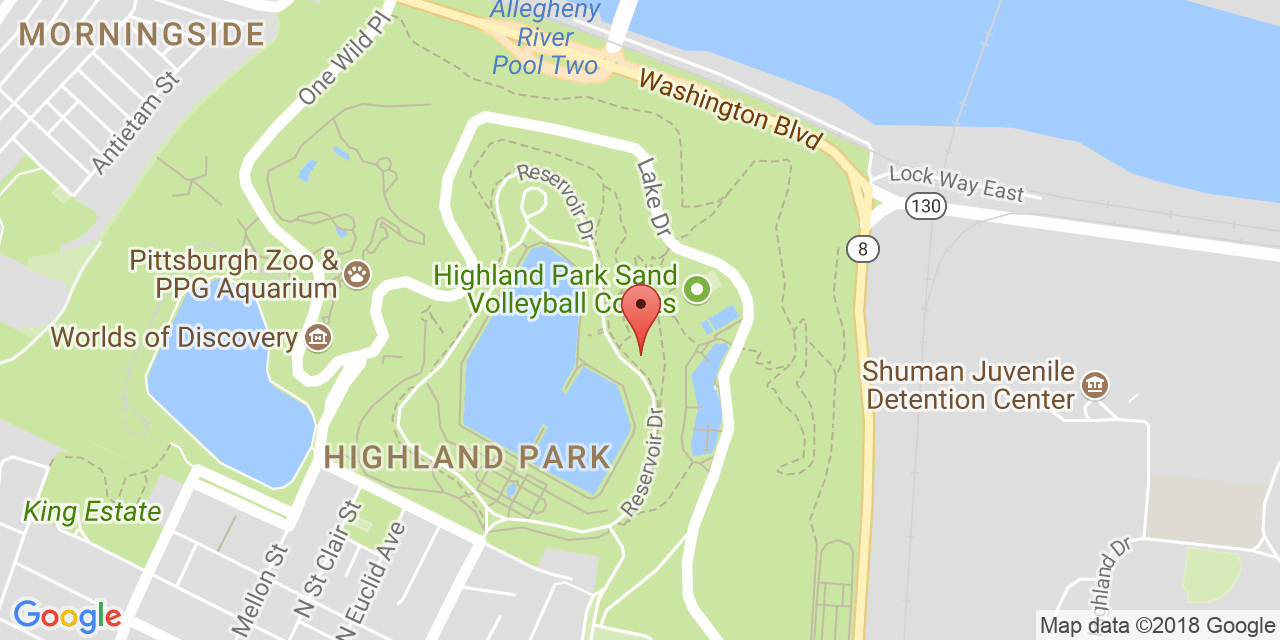 MORNINGSIDE
Allegheny
River
Pool Two
One Wild Pl
Washington Blvd
Antietam St
Lock Way East
130
Reservoir Dr
Lake Dr
8
Pittsburgh Zoo &
PPG Aquarium
Highland Park Sand
Volleyball
Worlds of Discovery
Shuman Juvenile
Detention Center
Reservoir Dr
HIGHLAND PARK
King Estate
Mellon St
N St Clair St
N Euclid Ave
Dr
Google
Map data ©2018 Google